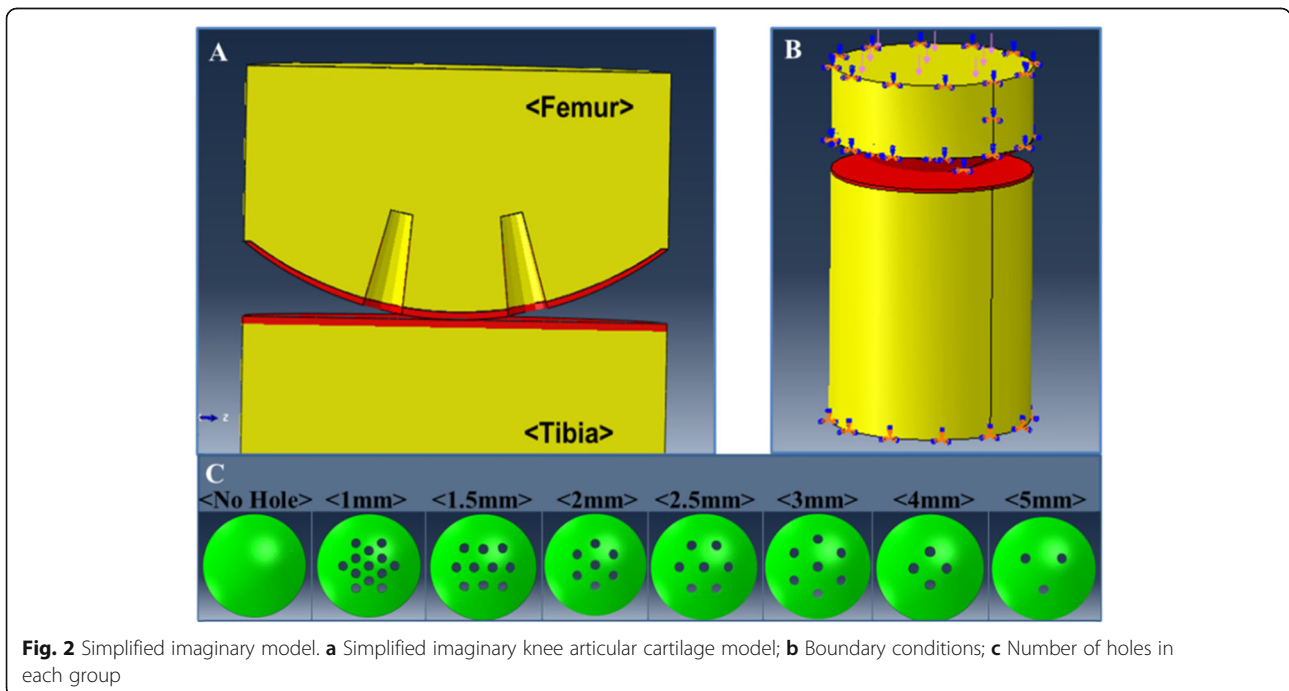 A
<Femur>
<Tibia>
z
B
C
<No Hole> <1mm> <1.5mm> <2mm> <2.5mm> <3mm> <4mm> <5mm>
Fig. 2 Simplified imaginary model. a Simplified imaginary knee articular cartilage model; b Boundary conditions; c Number of holes in
each group